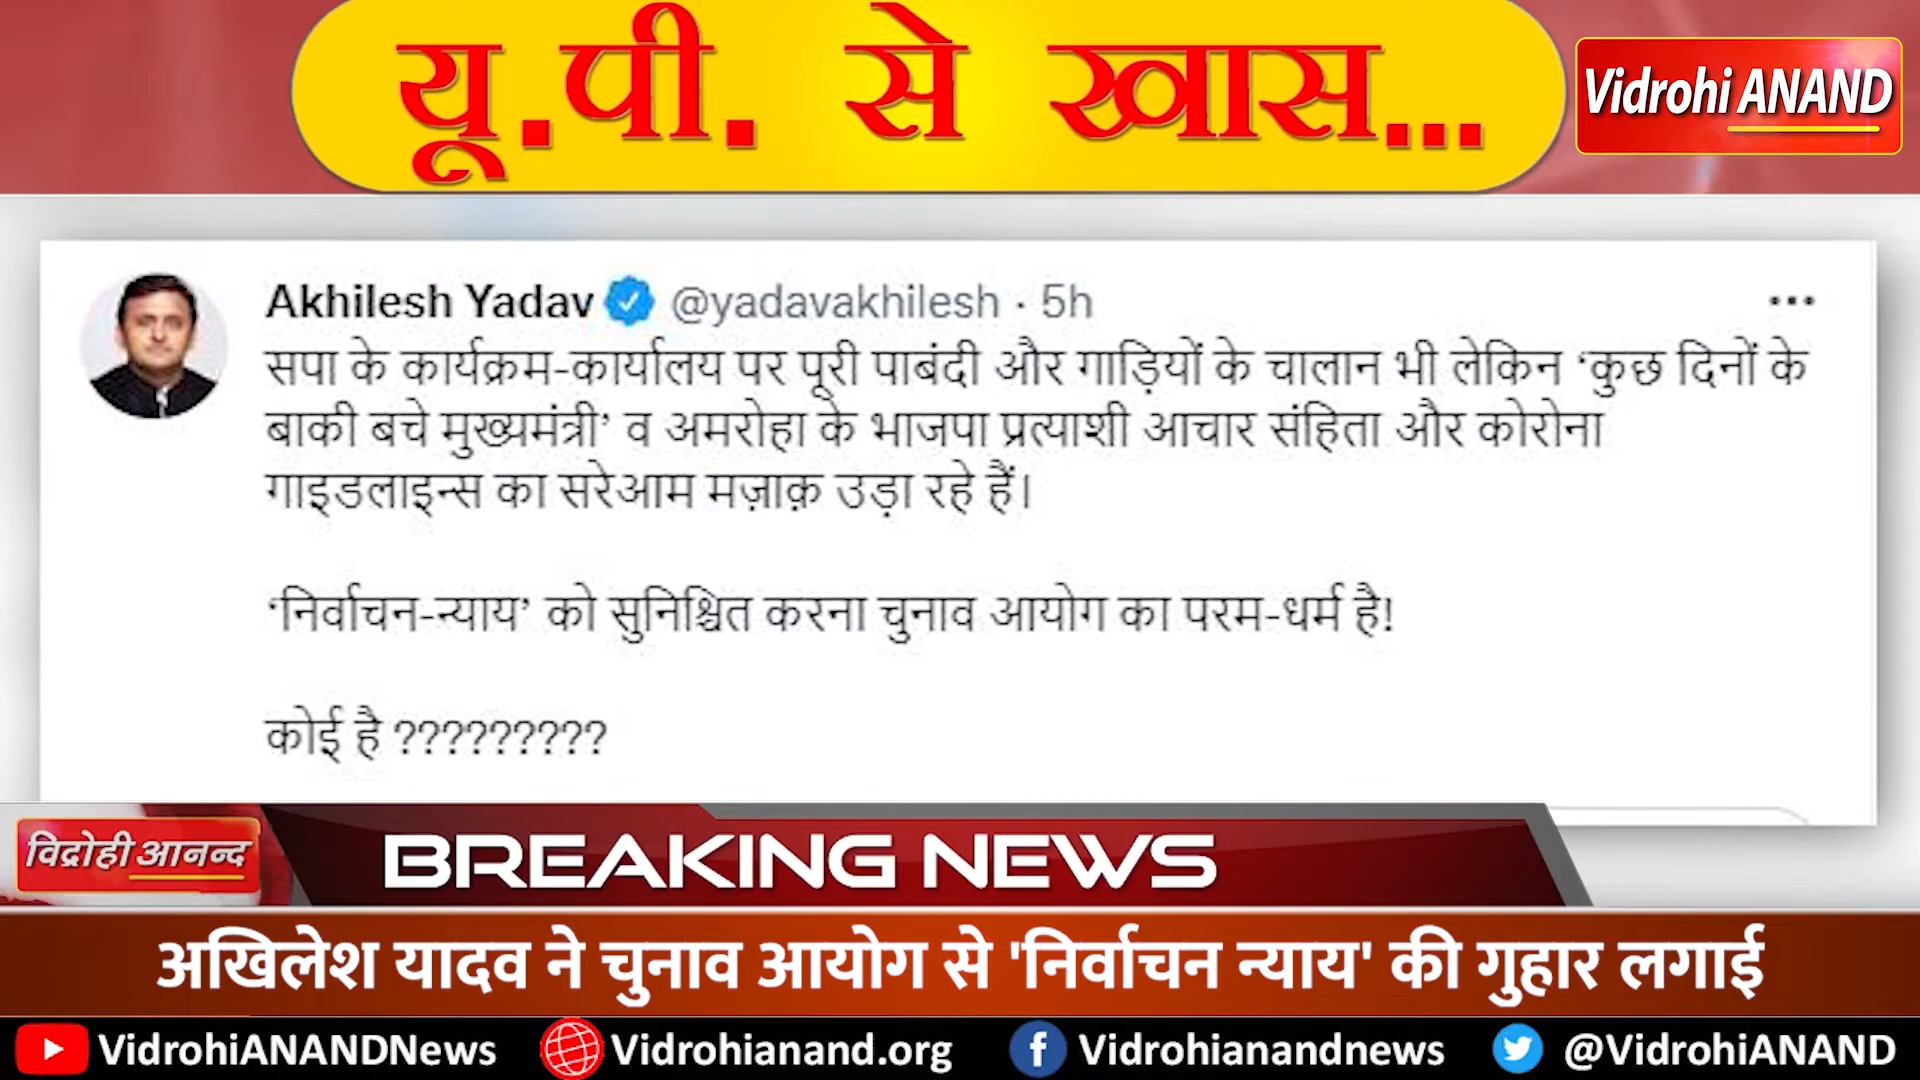 यू.पी. से खास...
Vidrohi ANAND
Akhilesh Yadav @yadavakhilesh · 5h
सपा के कार्यक्रम-कार्यालय पर पूरी पाबंदी और गाड़ियों के चालान भी लेकिन ‘कुछ दिनों के
बाकी बचे मुख्यमंत्री’ व अमरोहा के भाजपा प्रत्याशी आचार संहिता और कोरोना
गाइडलाइन्स का सरेआम मज़ाक़ उड़ा रहे हैं।
‘निर्वाचन-न्याय’ को सुनिश्चित करना चुनाव आयोग का परम-धर्म है!
कोई है ?????????
विद्रोही आनन्द
BREAKING NEWS
अखिलेश यादव ने चुनाव आयोग से 'निर्वाचन न्याय' की गुहार लगाई
VidrohiANANDNews Vidrohianand.org Vidrohianandnews @VidrohiANAND